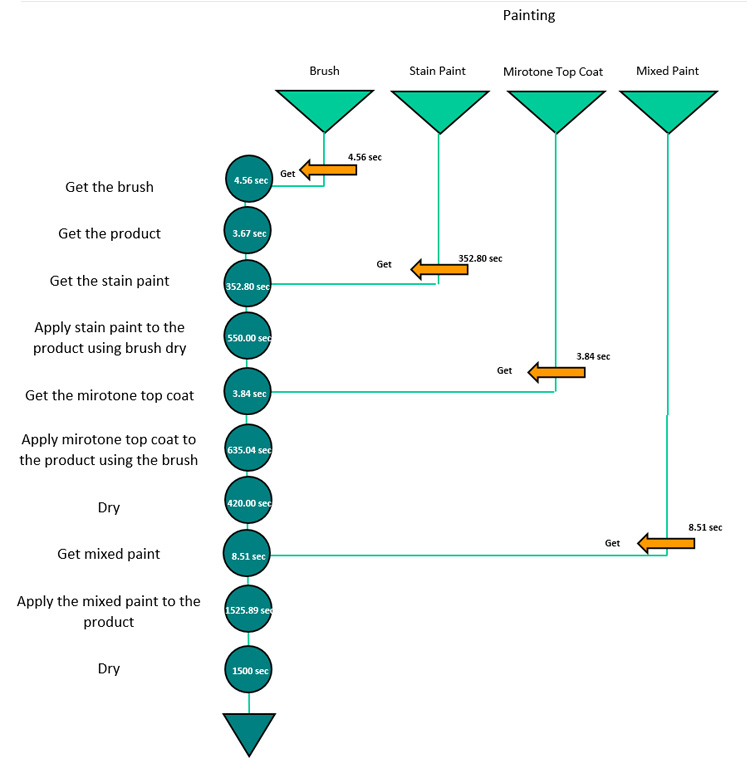 Painting
Brush
Stain Paint
Mirotone Top Coat
Mixed Paint
4.56 sec
Get
Get the brush
4.56 sec
Get the product
3.67 sec
352.80 sec
Get
Get the stain paint
352.80 sec
Apply stain paint to the
product using brush dry
550.00 sec
3.84 sec
Get
Get the mirotone top coat
3.84 sec
Apply mirotone top coat to
the product using the brush
635.04 sec
Dry
420.00 sec
8.51 sec
Get
Get mixed paint
8.51 sec
Apply the mixed paint to the
product
1525.89 sec
Dry
1500 sec